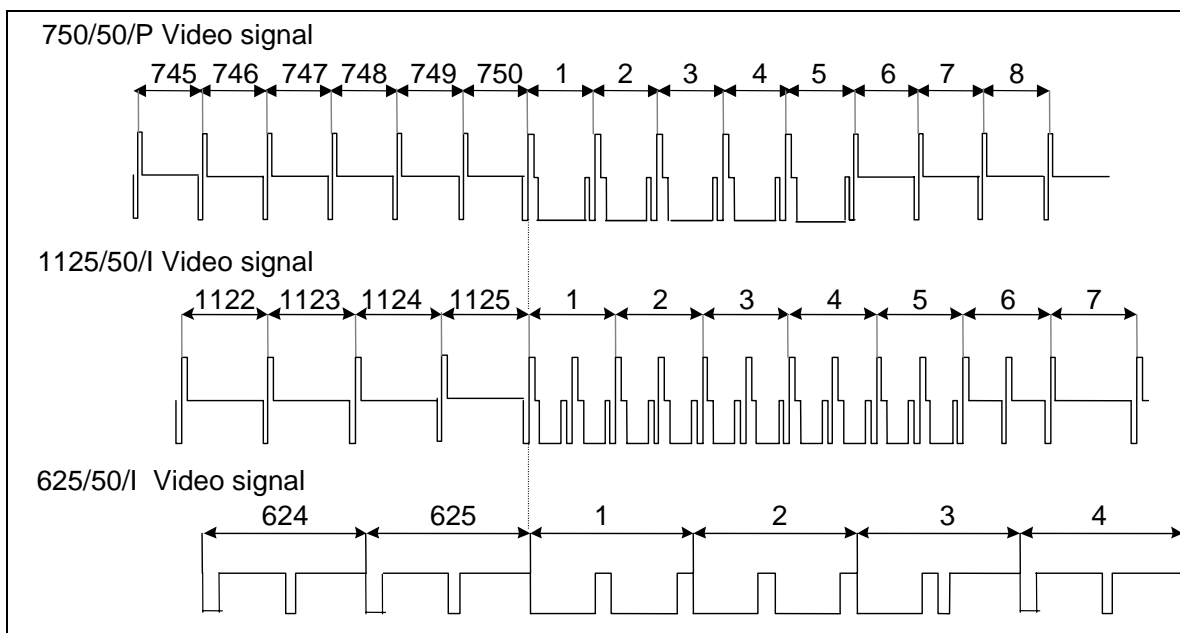 750/50/P Video signal
745 746 747 748 749 750 1 2 3 4 5 6 7 8
1125/50/I Video signal
1122 1123 1124 1125 1 2 3 4 5 6 7
625/50/I Video signal
624 625 1 2 3 4